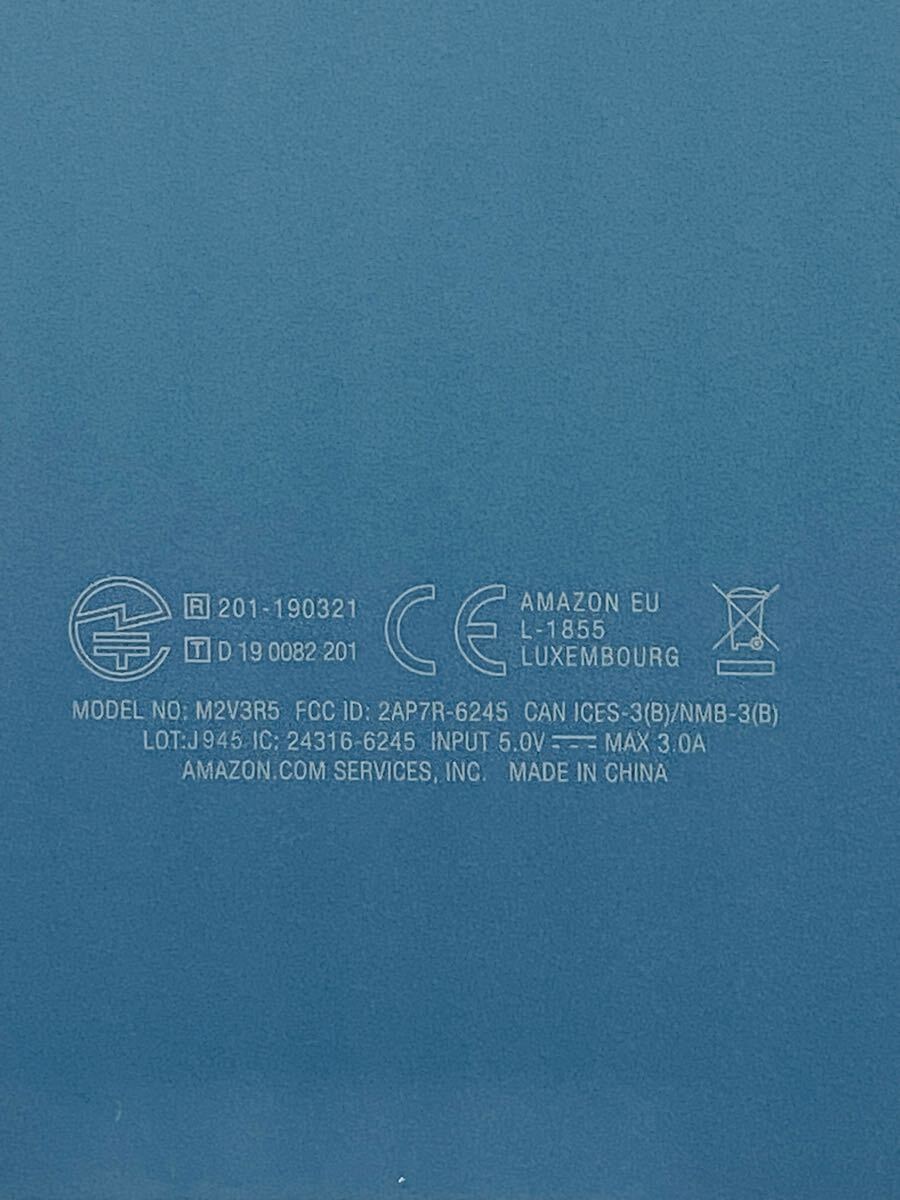 R 201-190321
T D 19 0082 201
CE
AMAZON EU
L-1855
LUXEMBOURG
MODEL NO: M2V3R5 FCC ID: 2AP7R-6245 CAN ICES-3(B)/NMB-3(B)
LOT:J945 IC: 24316-6245 INPUT 5.0V ⎓ MAX 3.0A
AMAZON.COM SERVICES, INC. MADE IN CHINA